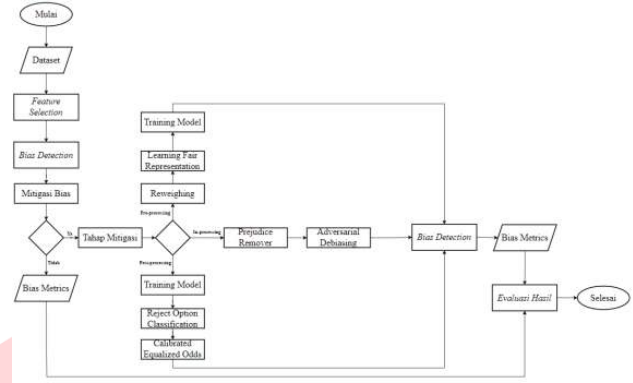 Mulai
Dataset
Feature
Selection
Bias Detection
Mitigasi Bias
Ya
Tidak
Bias Metrics
Tahap Mitigasi
Training Model
Learning Fair
Representation
Reweighing
Pre-processing
In-processing
Post-processing
Prejudice
Remover
Adversarial
Debiasing
Training Model
Reject Option
Classification
Calibrated
Equalized Odds
Bias Detection
Bias Metrics
Evaluasi Hasil
Selesai